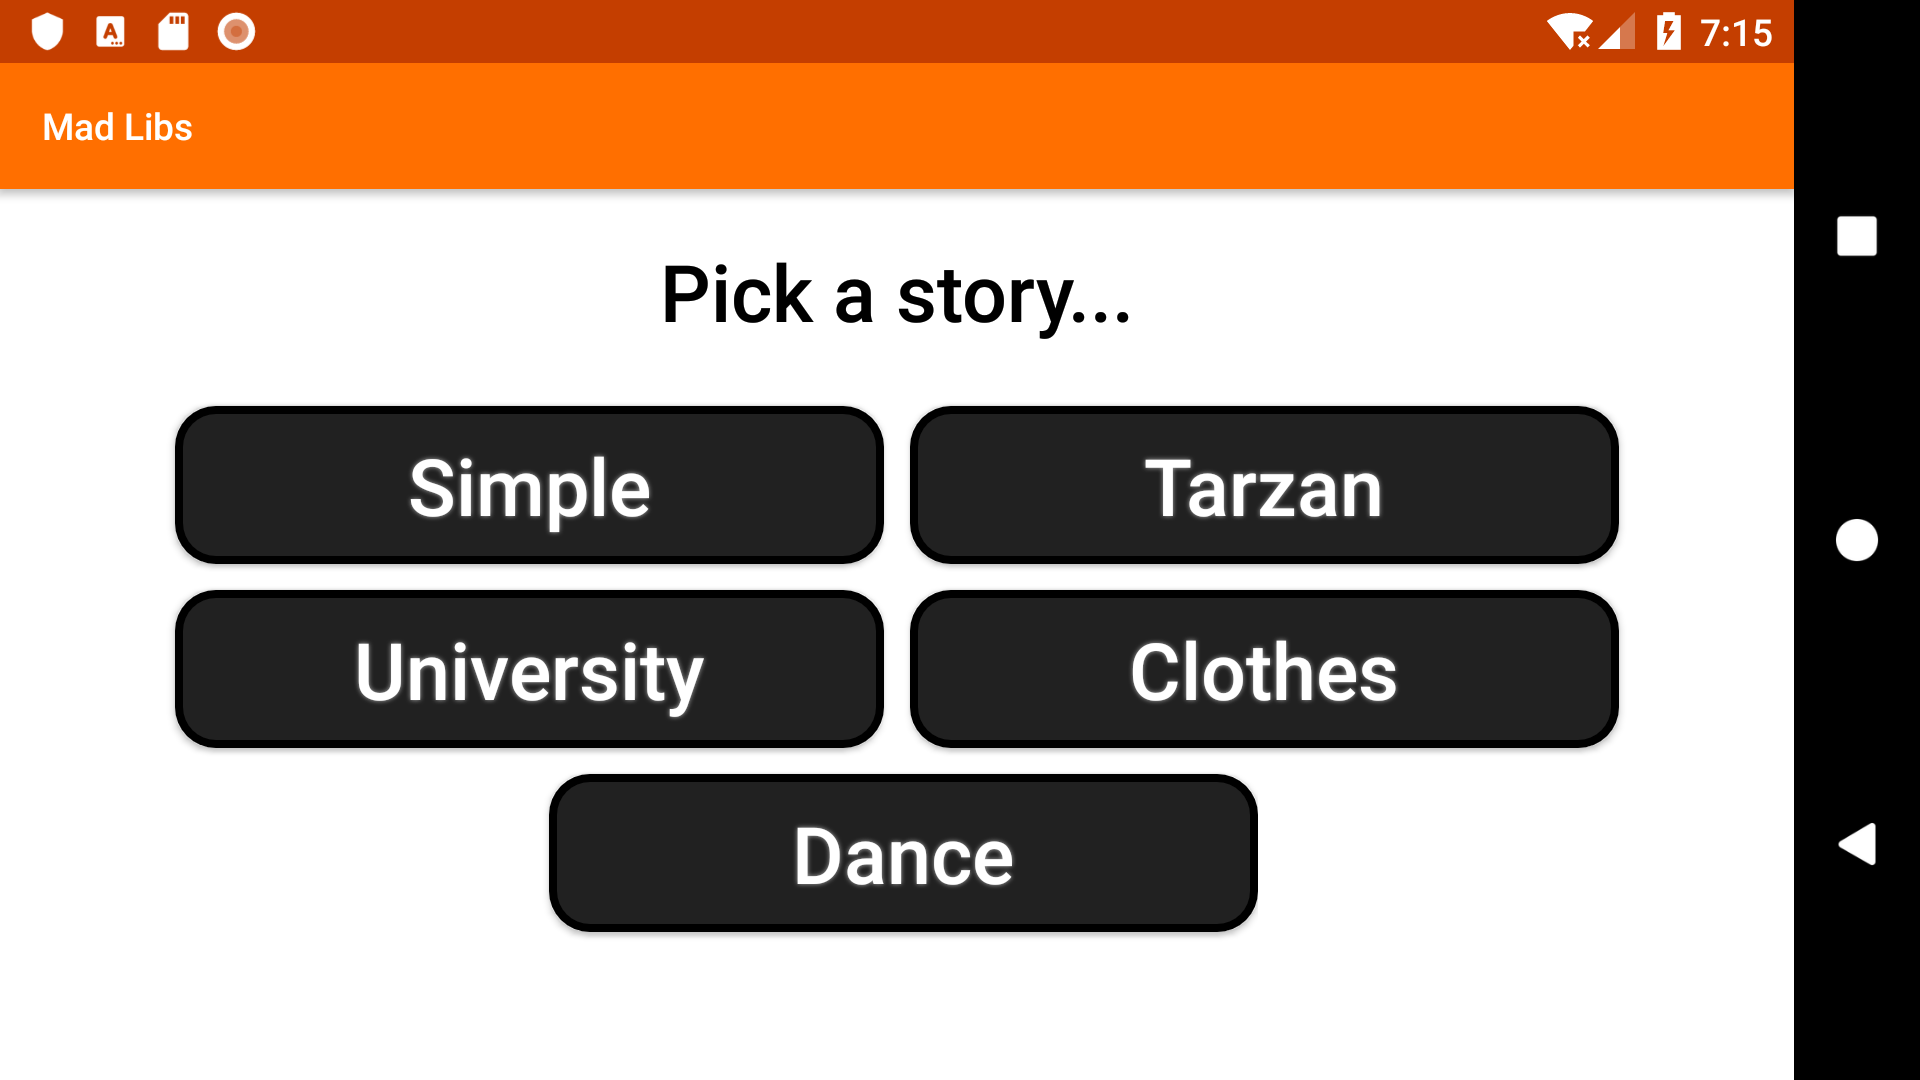 7:15
Mad Libs
Pick a story...
Simple
Tarzan
University
Clothes
Dance